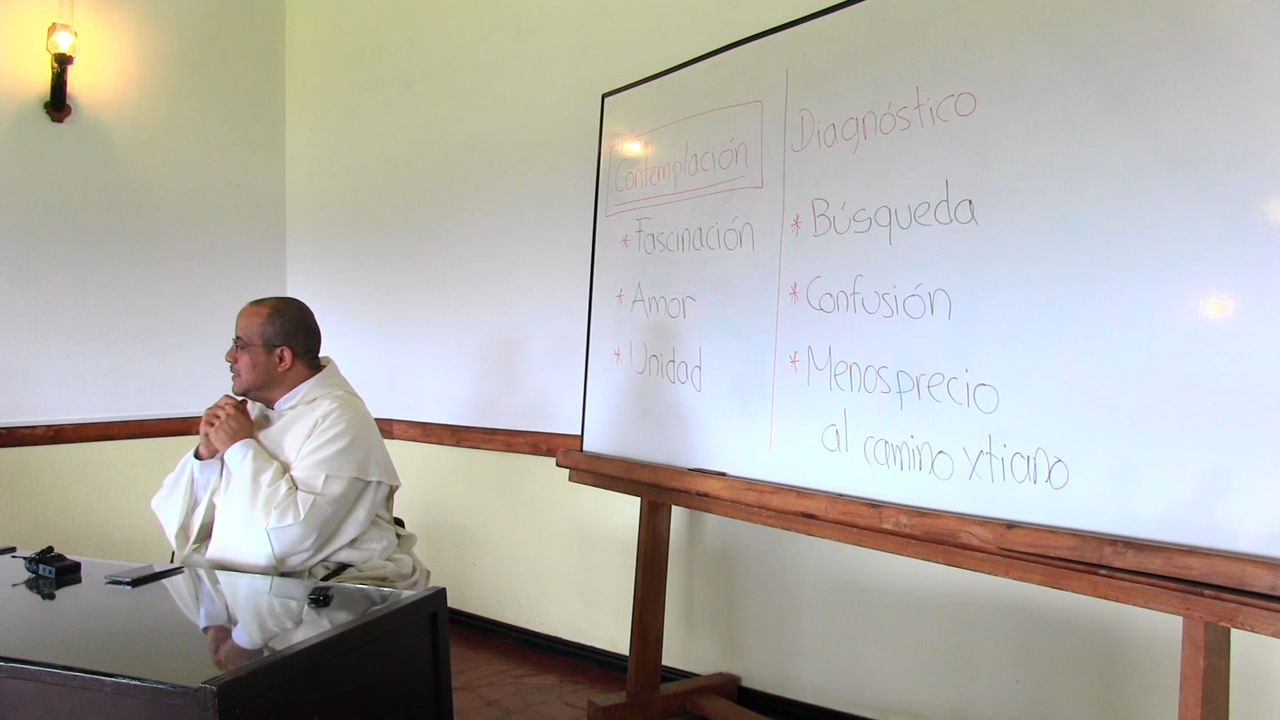 Contemplación
* Fascinación
* Amor
* Unidad
Diagnóstico
* Búsqueda
* Confusión
* Menosprecio
al camino xtiano